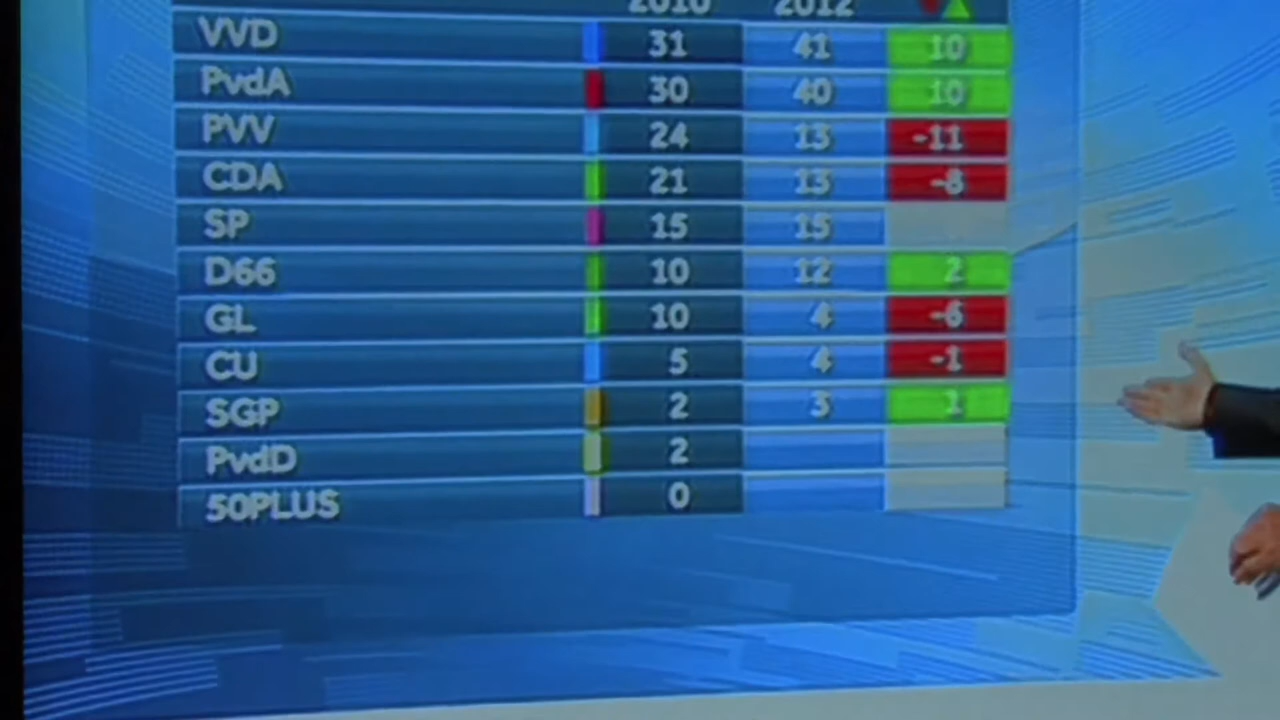 2010 2012
VVD 31 41 10
PvdA 30 40 10
PVV 24 13 -11
CDA 21 13 -8
SP 15 15
D66 10 12 2
GL 10 4 -6
CU 5 4 -1
SGP 2 3 1
PvdD 2
50PLUS 0